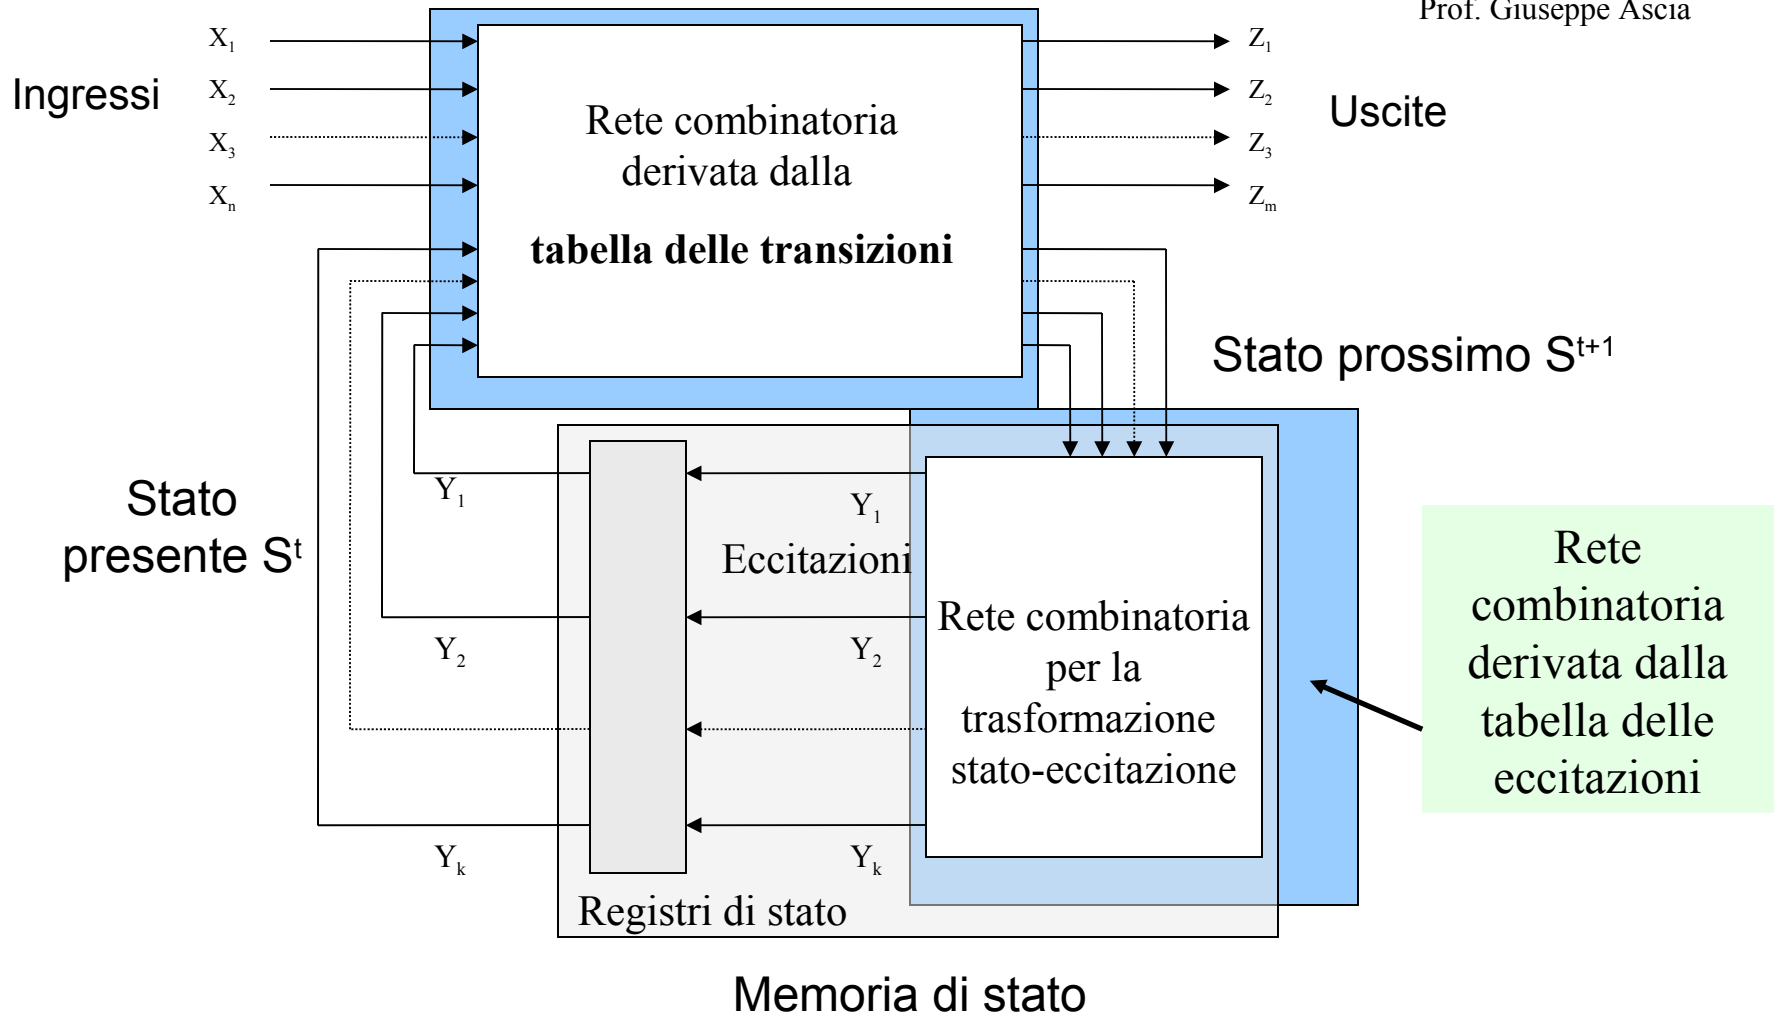 Prof. Giuseppe Ascia
Ingressi
X1
X2
X3
Xn
Rete combinatoria
derivata dalla
tabella delle transizioni
Z1
Z2
Z3
Zm
Uscite
Stato prossimo St+1
Stato
presente St
Y1
Y2
Yk
Y1
Eccitazioni
Y2
Yk
Rete combinatoria
per la
trasformazione
stato-eccitazione
Rete
combinatoria
derivata dalla
tabella delle
eccitazioni
Registri di stato
Memoria di stato